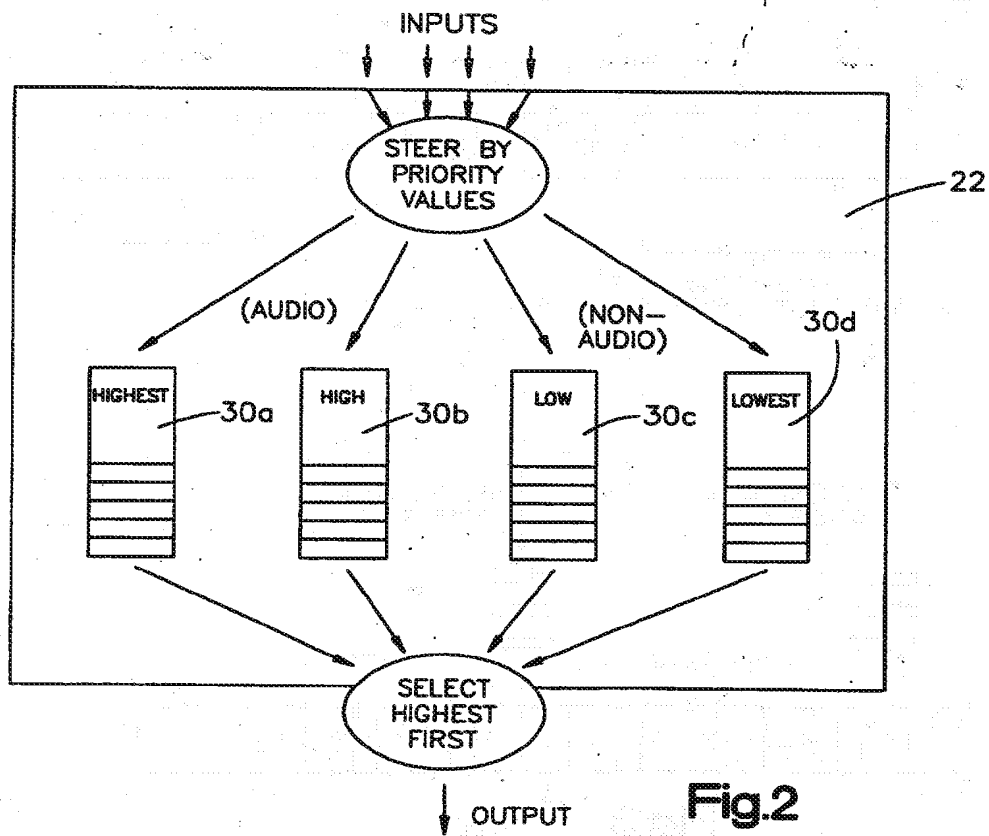 INPUTS
STEER BY
PRIORITY
VALUES
22
(AUDIO)
(NON-
AUDIO)
30d
HIGHEST
30a
HIGH
30b
LOW
30c
LOWEST
SELECT
HIGHEST
FIRST
OUTPUT
Fig.2